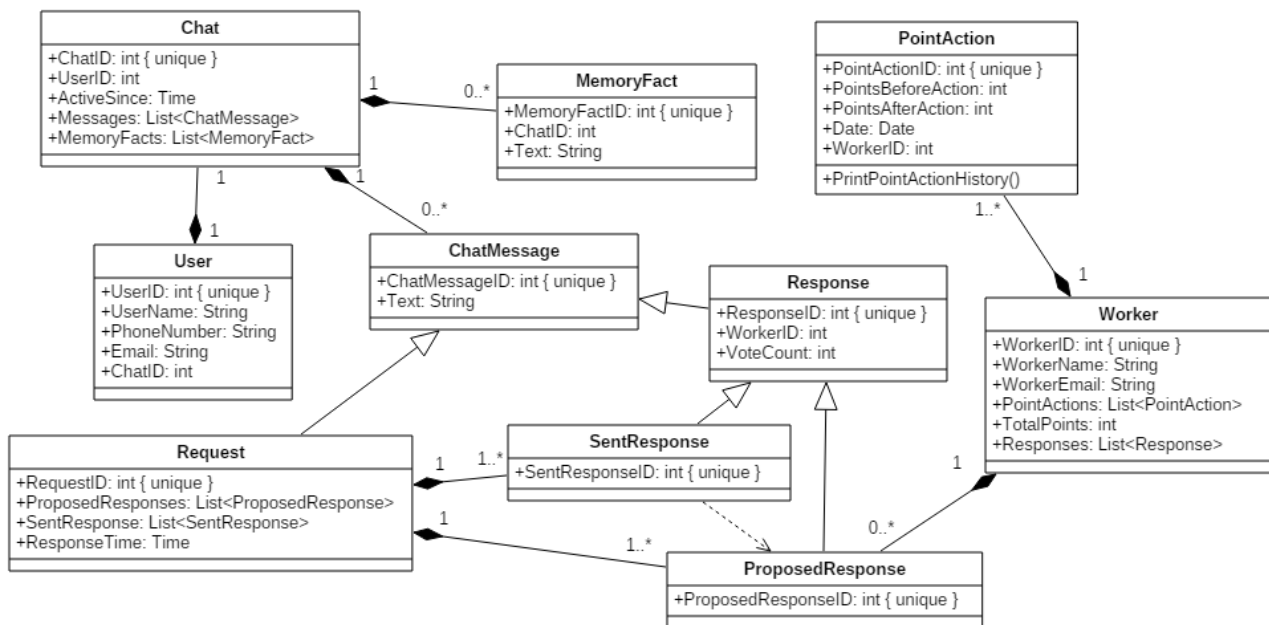 Chat
+ChatID: int { unique }
+UserID: int
+ActiveSince: Time
+Messages: List<ChatMessage>
+MemoryFacts: List<MemoryFact>
1
0..*
MemoryFact
+MemoryFactID: int { unique }
+ChatID: int
+Text: String
PointAction
+PointActionID: int { unique }
+PointsBeforeAction: int
+PointsAfterAction: int
+Date: Date
+WorkerID: int
+PrintPointActionHistory()
1
1
0..*
1
1..*
1
User
+UserID: int { unique }
+UserName: String
+PhoneNumber: String
+Email: String
+ChatID: int
ChatMessage
+ChatMessageID: int { unique }
+Text: String
Response
+ResponseID: int { unique }
+WorkerID: int
+VoteCount: int
Worker
+WorkerID: int { unique }
+WorkerName: String
+WorkerEmail: String
+PointActions: List<PointAction>
+TotalPoints: int
+Responses: List<Response>
Request
+RequestID: int { unique }
+ProposedResponses: List<ProposedResponse>
+SentResponse: List<SentResponse>
+ResponseTime: Time
1
1..*
SentResponse
+SentResponseID: int { unique }
1
0..*
1
1..*
ProposedResponse
+ProposedResponseID: int { unique }